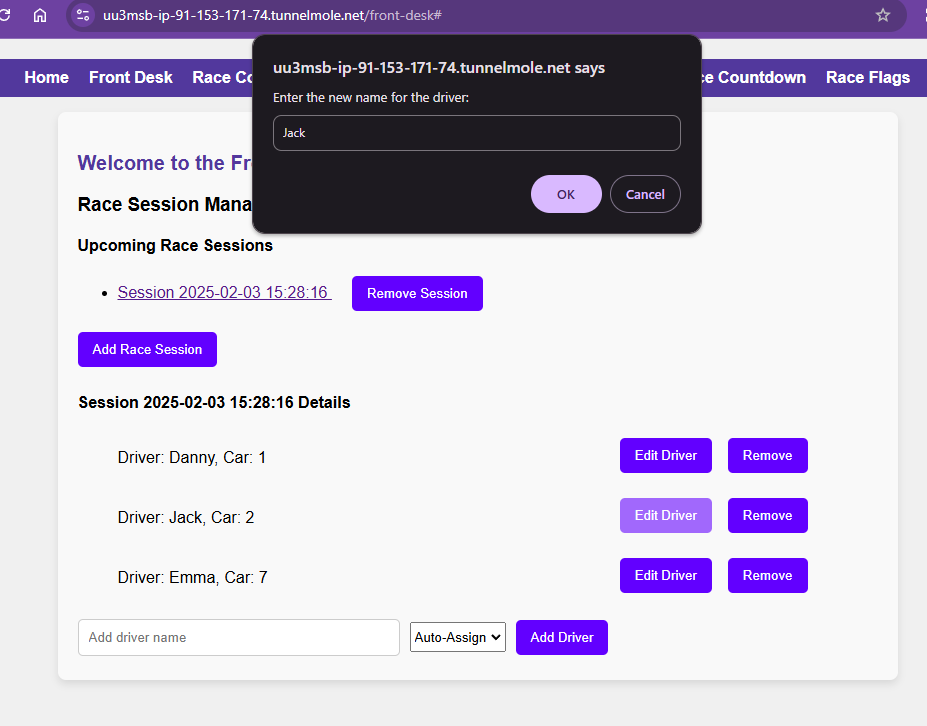 uu3msb-ip-91-153-171-74.tunnelmole.net/front-desk#
uu3msb-ip-91-153-171-74.tunnelmole.net says
Enter the new name for the driver:
Jack
OK Cancel
Home Front Desk Race Co ce Countdown Race Flags
Welcome to the Fr
Race Session Mana
Upcoming Race Sessions
• Session 2025-02-03 15:28:16 Remove Session
Add Race Session
Session 2025-02-03 15:28:16 Details
Driver: Danny, Car: 1 Edit Driver Remove
Driver: Jack, Car: 2 Edit Driver Remove
Driver: Emma, Car: 7 Edit Driver Remove
Add driver name Auto-Assign Add Driver